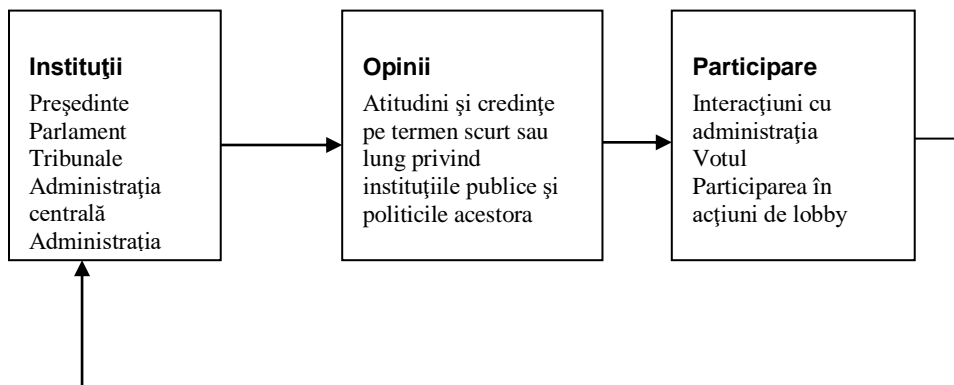 Instituţii
Preşedinte
Parlament
Tribunale
Administraţia
centrală
Administraţia
Opinii
Atitudini şi credinţe
pe termen scurt sau
lung privind
instituţiile publice şi
politicile acestora
Participare
Interacţiuni cu
administraţia
Votul
Participarea în
acţiuni de lobby